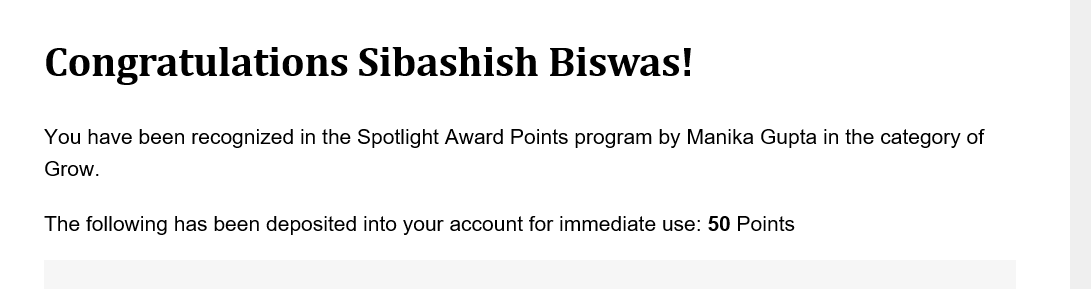 Congratulations Sibashish Biswas!
You have been recognized in the Spotlight Award Points program by Manika Gupta in the category of
Grow.
The following has been deposited into your account for immediate use: 50 Points